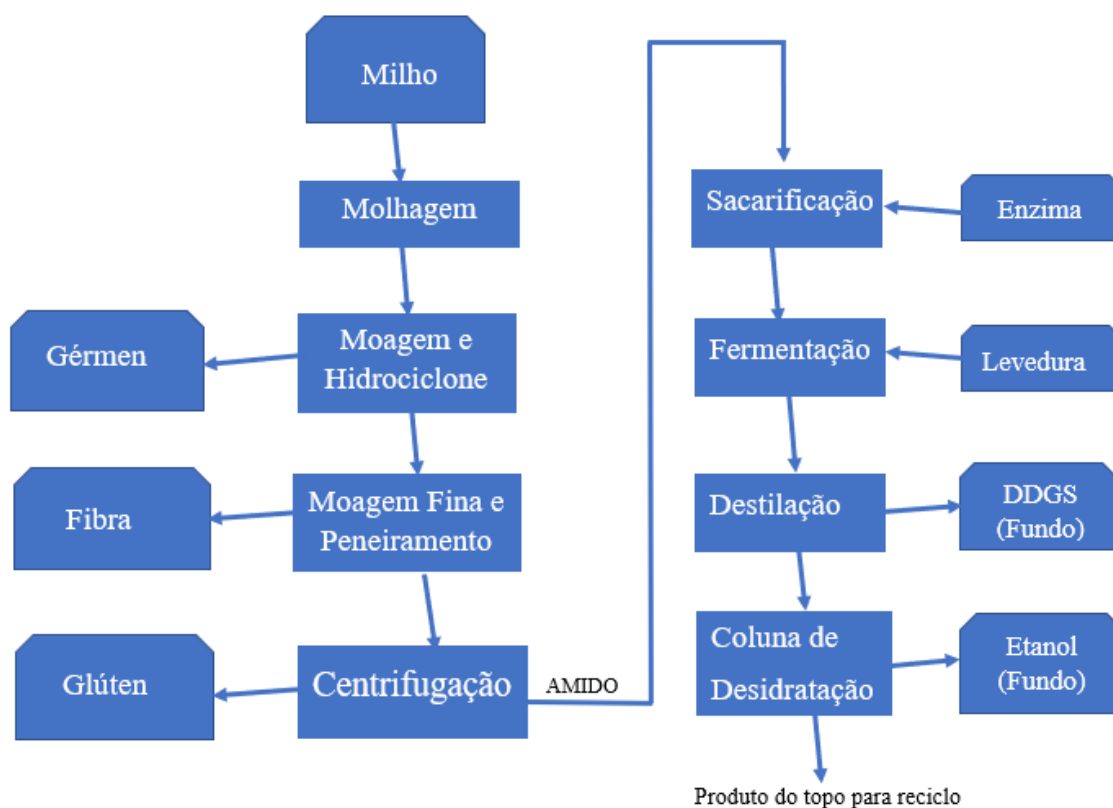 Milho
Molhagem
Moagem e
Hidrociclone
Gérmen
Moagem Fina e
Peneiramento
Fibra
Centrifugação
Glúten
AMIDO
Sacarificação
Enzima
Fermentação
Levedura
Destilação
DDGS
(Fundo)
Coluna de
Desidratação
Etanol
(Fundo)
Produto do topo para reciclo